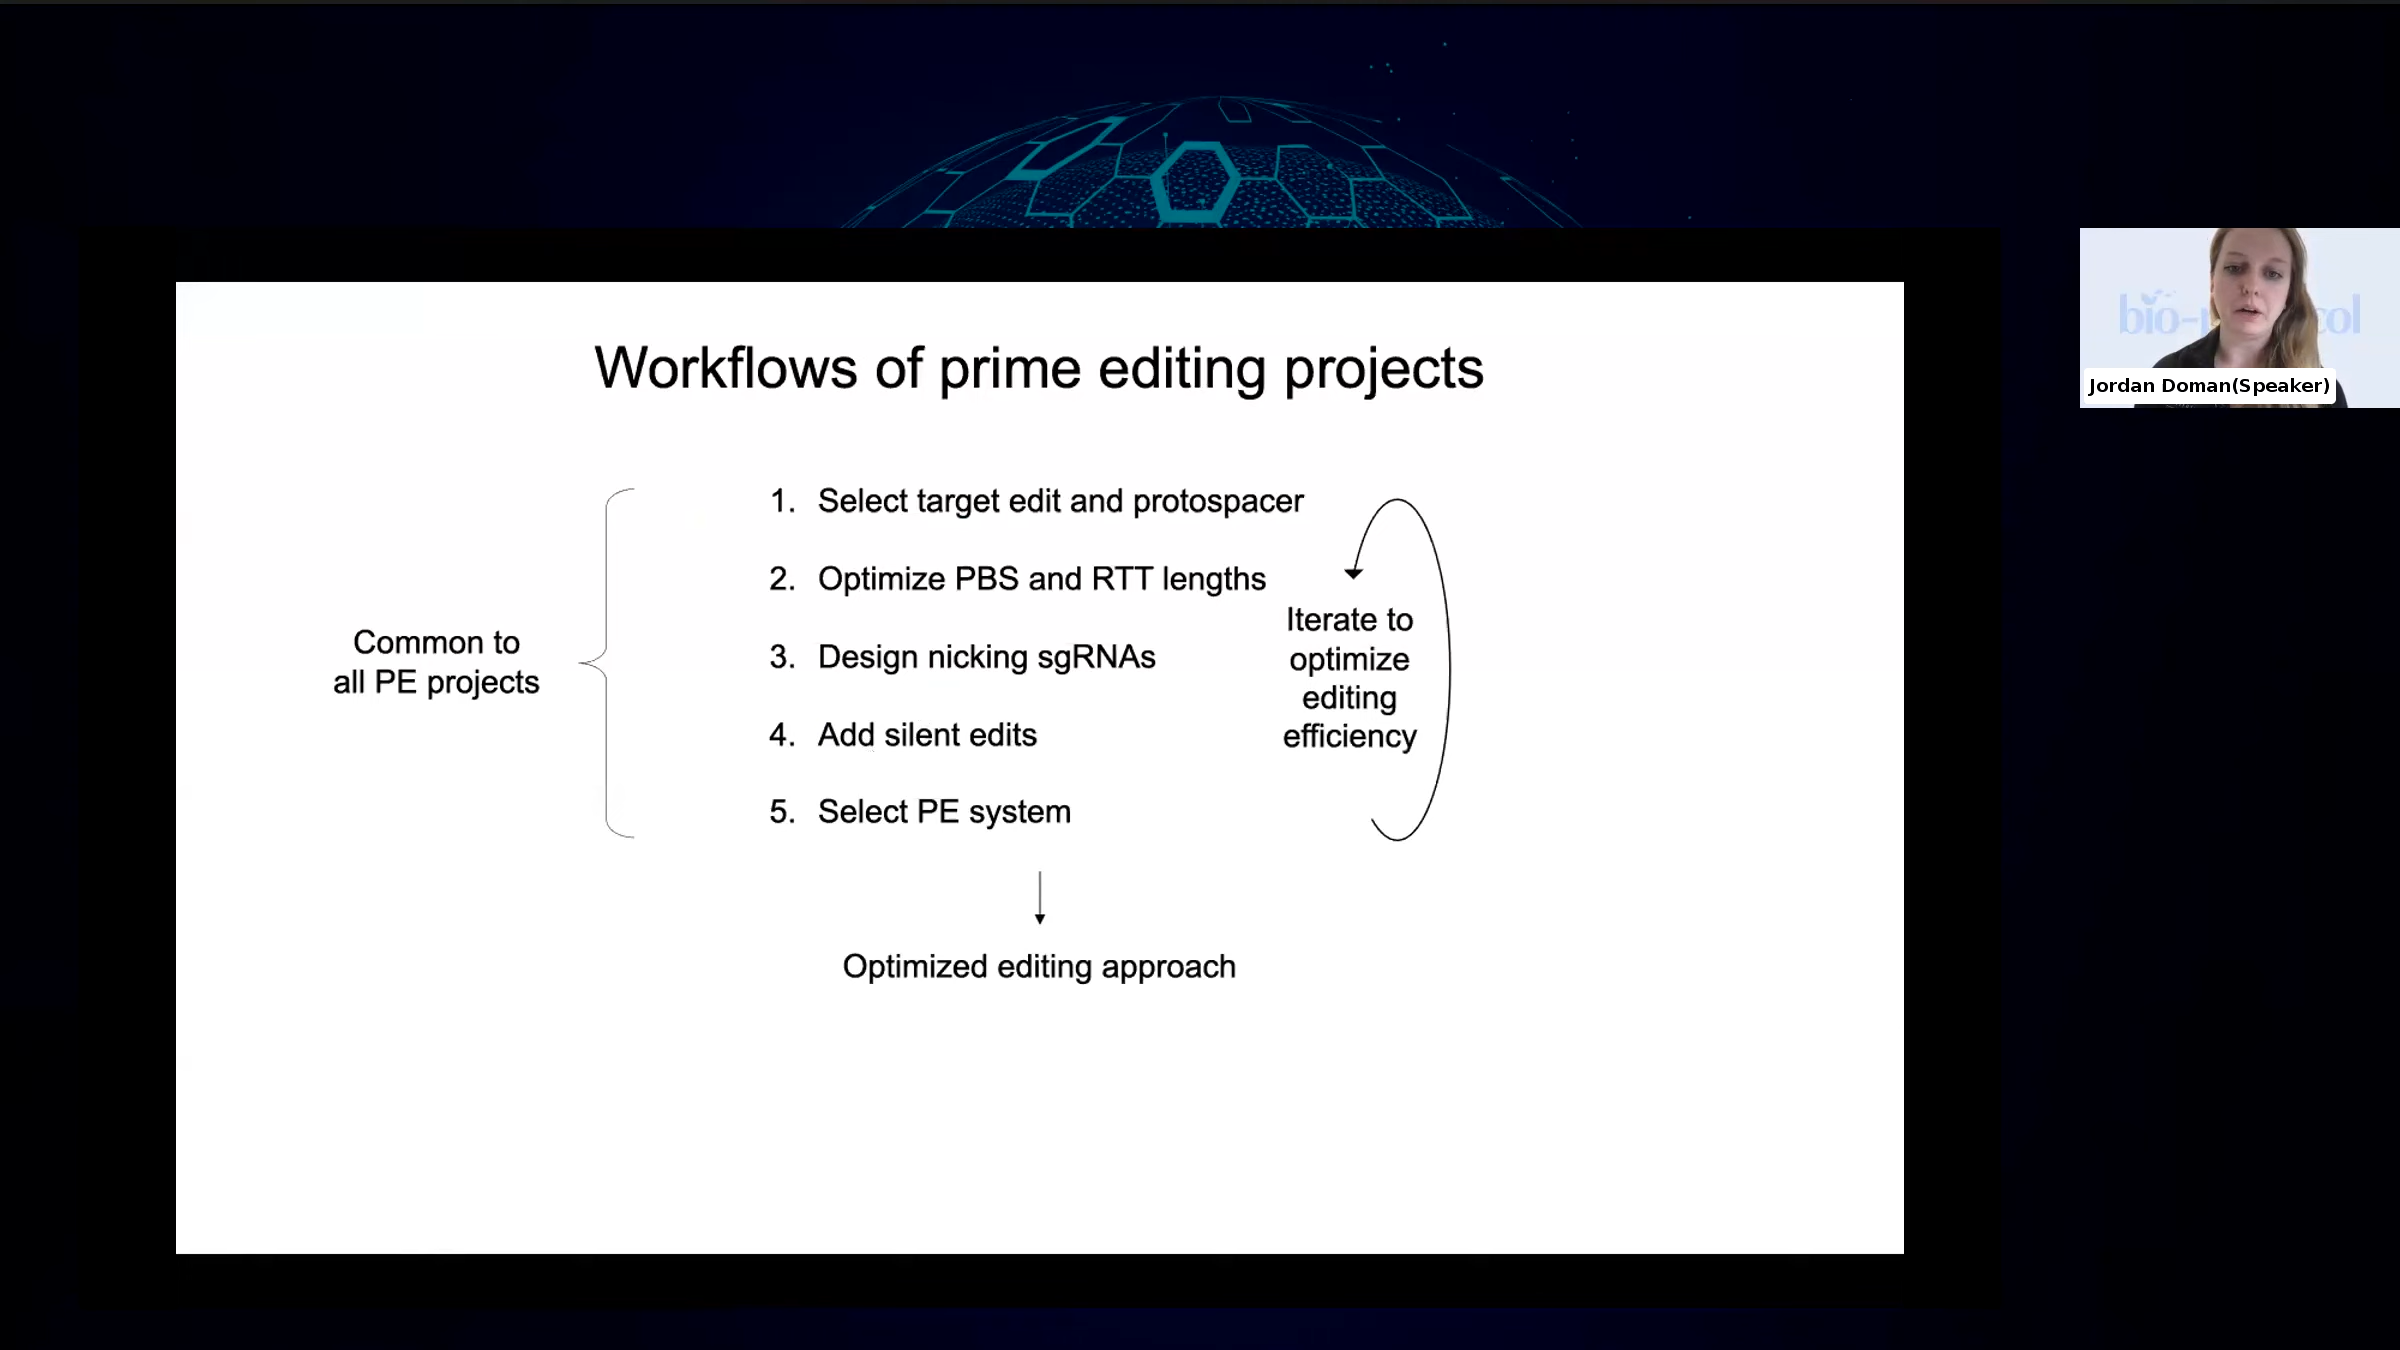 Workflows of prime editing projects
Common to
all PE projects
1. Select target edit and protospacer
2. Optimize PBS and RTT lengths
3. Design nicking sgRNAs
4. Add silent edits
5. Select PE system
Iterate to
optimize
editing
efficiency
Optimized editing approach
Jordan Doman(Speaker)